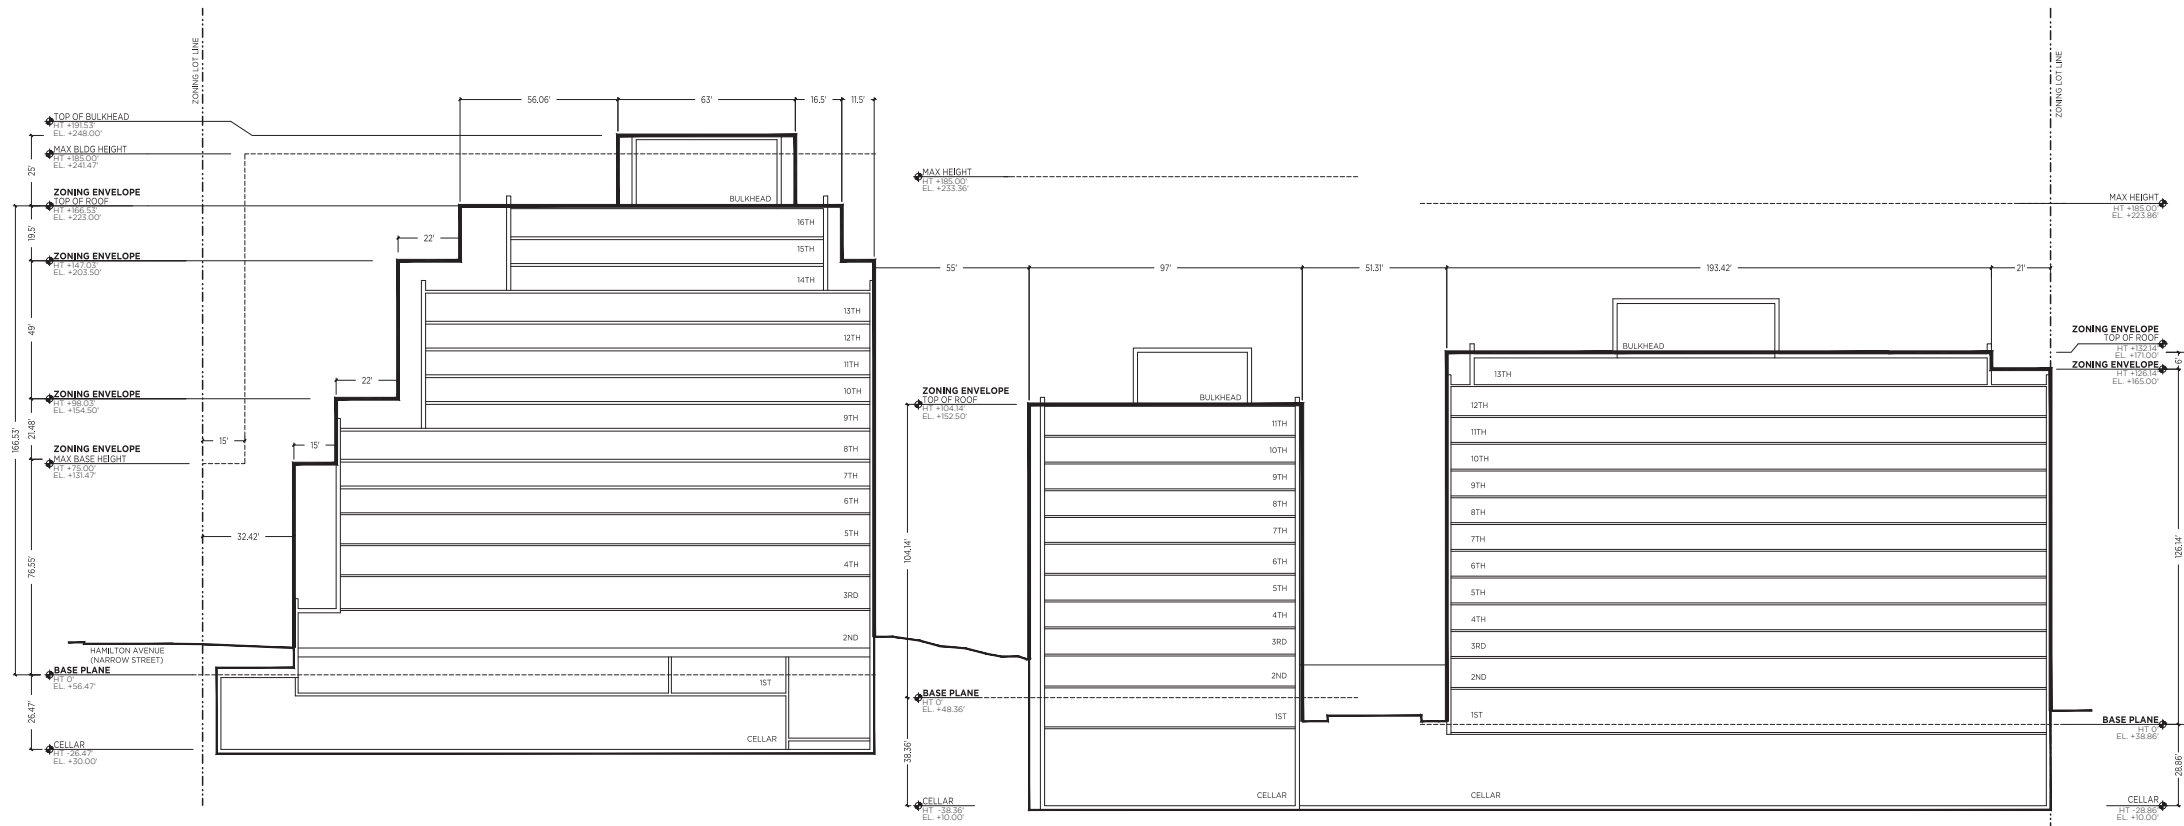 ZONING LOT LINE
ZONING LOT LINE
56.06'
63'
16.5'
11.5'
TOP OF BULKHEAD
HT +191.53'
EL. +248.00'
MAX BLDG HEIGHT
HT +185.00'
EL. +241.47'
ZONING ENVELOPE
TOP OF ROOF
HT +166.53'
EL. +223.00'
ZONING ENVELOPE
HT +147.03'
EL. +203.50'
ZONING ENVELOPE
HT +98.03'
EL. +154.50'
ZONING ENVELOPE
MAX BASE HEIGHT
HT +75.00'
EL. +131.47'
HAMILTON AVENUE
(NARROW STREET)
BASE PLANE
HT 0'
EL. +56.47'
CELLAR
HT -26.47'
EL. +30.00'
25'
19.5'
49'
21.48'
76.55'
26.47'
166.53'
22'
22'
15'
15'
32.42'
BULKHEAD
16TH
15TH
14TH
13TH
12TH
11TH
10TH
9TH
8TH
7TH
6TH
5TH
4TH
3RD
2ND
1ST
CELLAR
MAX HEIGHT
HT +185.00'
EL. +233.36'
55'
97'
51.31'
193.42'
21'
ZONING ENVELOPE
TOP OF ROOF
HT +104.14'
EL. +152.50'
104.14'
BASE PLANE
HT 0'
EL. +48.36'
38.36'
CELLAR
HT -38.36'
EL. +10.00'
BULKHEAD
11TH
10TH
9TH
8TH
7TH
6TH
5TH
4TH
3RD
2ND
1ST
CELLAR
BULKHEAD
13TH
12TH
11TH
10TH
9TH
8TH
7TH
6TH
5TH
4TH
3RD
2ND
1ST
CELLAR
MAX HEIGHT
HT +185.00'
EL. +223.86'
ZONING ENVELOPE
TOP OF ROOF
HT +132.14'
EL. +171.00'
ZONING ENVELOPE
HT +126.14'
EL. +165.00'
6'
126.14'
BASE PLANE
HT 0'
EL. +38.86'
28.86'
CELLAR
HT -28.86'
EL. +10.00'